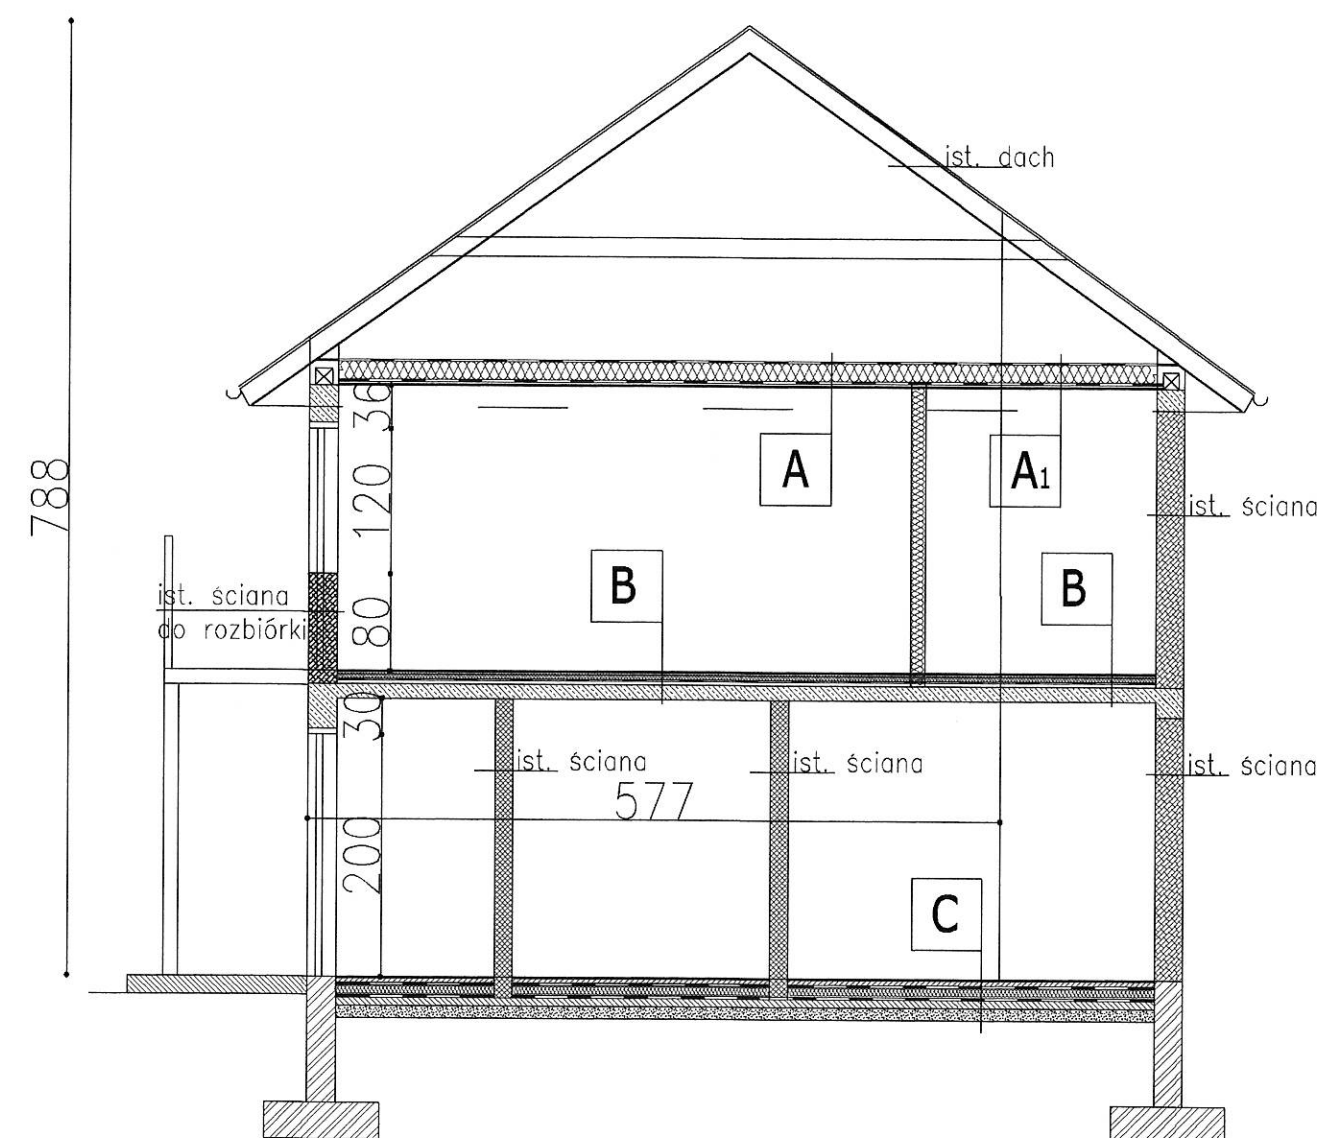 ist. dach
788
36
A
A1
120
ist. ściana
B
B
ist. ściana
do rozbiórki
80
30
ist. ściana
ist. ściana
ist. ściana
577
200
C